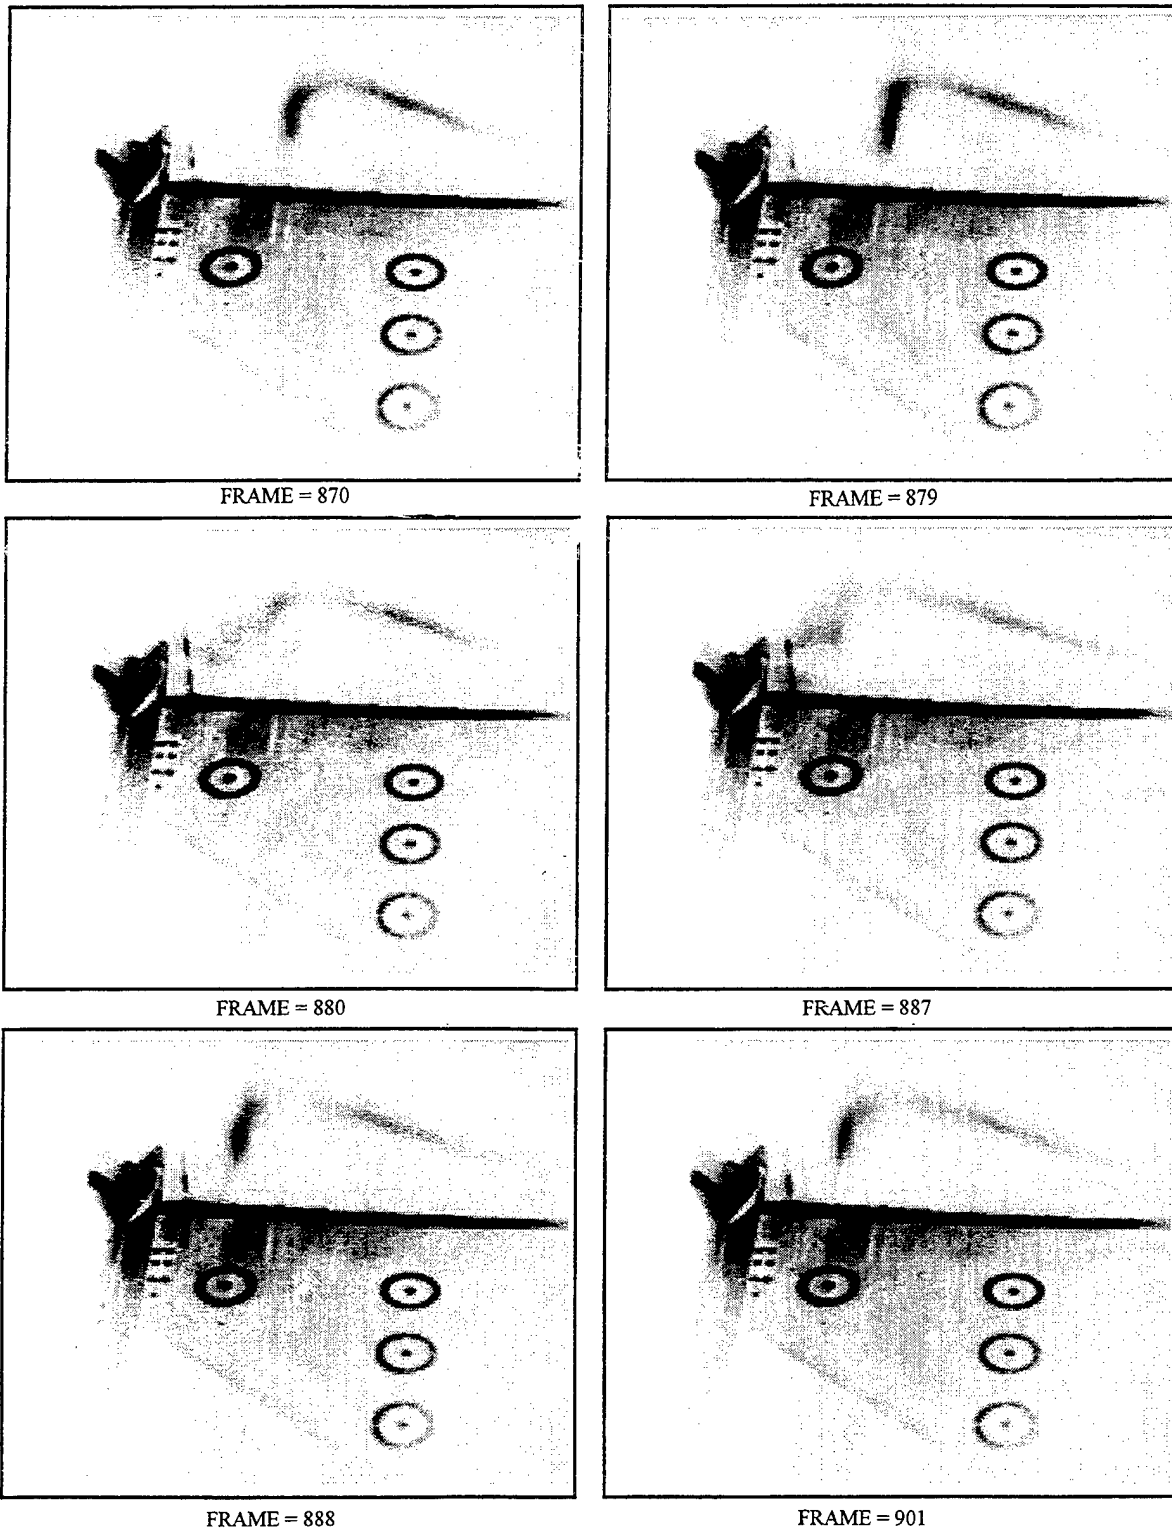 FRAME = 870
FRAME = 879
FRAME = 880
FRAME = 887
FRAME = 888
FRAME = 901